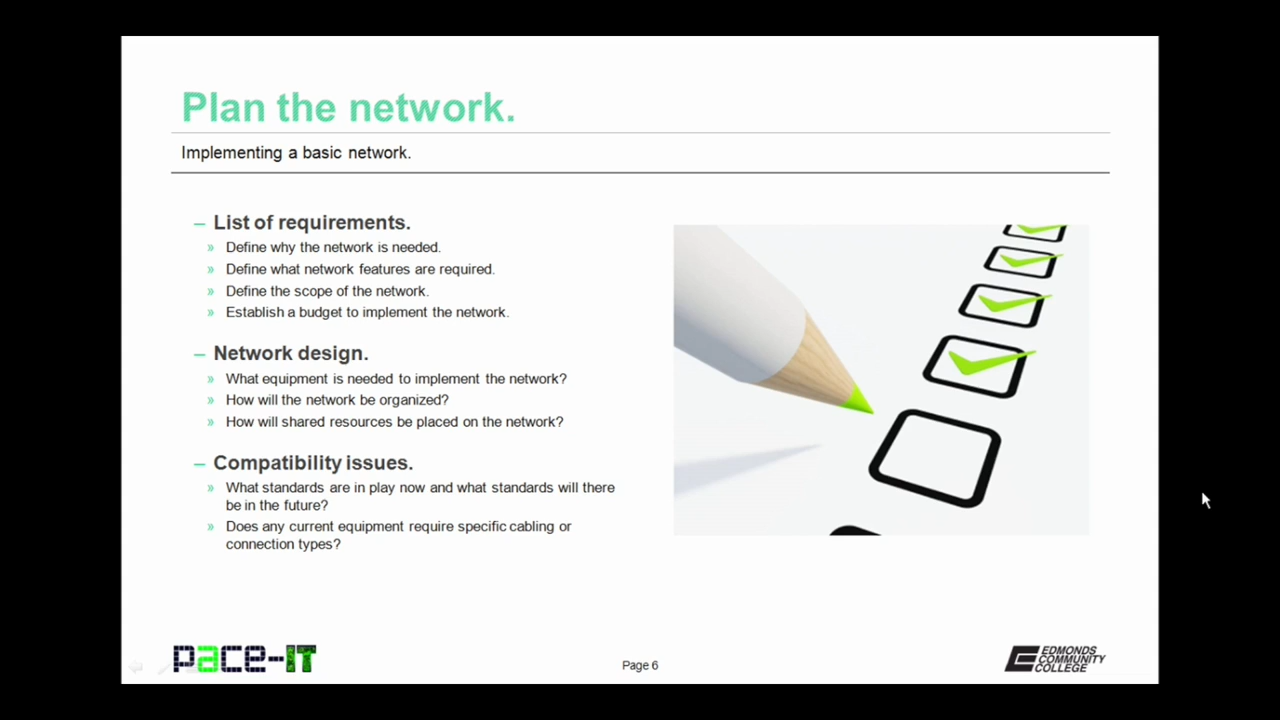 Plan the network.
Implementing a basic network.
– List of requirements.
» Define why the network is needed.
» Define what network features are required.
» Define the scope of the network.
» Establish a budget to implement the network.
– Network design.
» What equipment is needed to implement the network?
» How will the network be organized?
» How will shared resources be placed on the network?
– Compatibility issues.
» What standards are in play now and what standards will there
be in the future?
» Does any current equipment require specific cabling or
connection types?
pace-IT
Page 6
EDMONDS
COMMUNITY
COLLEGE